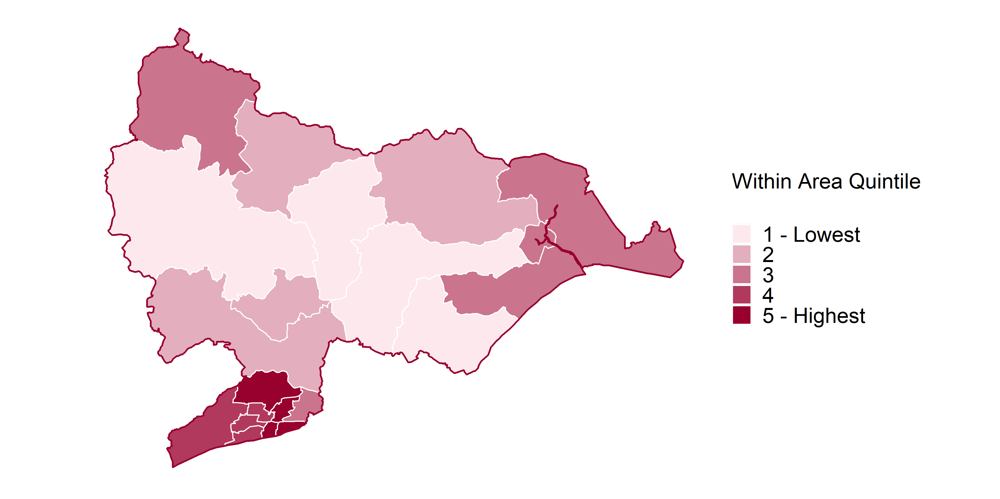 Within Area Quintile
1 - Lowest
2
3
4
5 - Highest